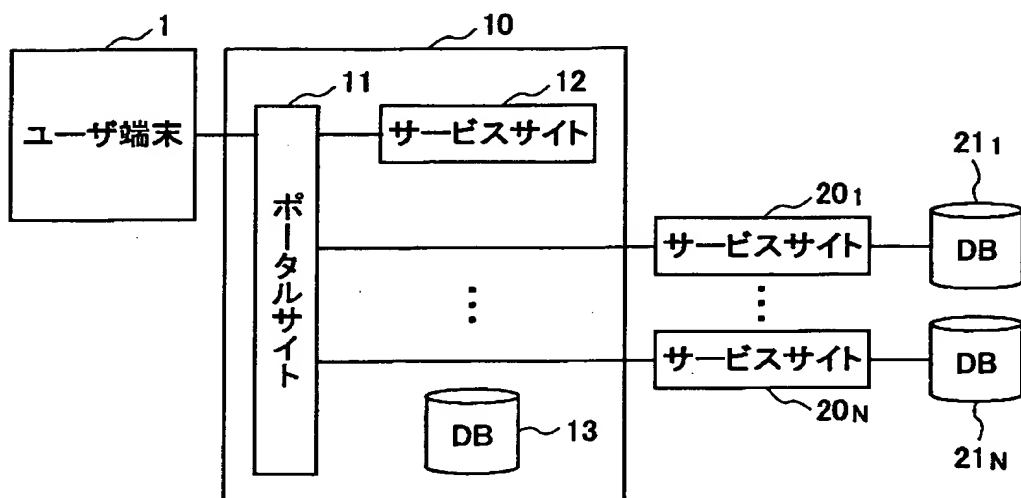 1
10
ユーザ端末
11
12
サービスサイト
ポータルサイト
20₁
サービスサイト
21₁
DB
⋮
⋮
サービスサイト
20N
DB
21N
DB
13